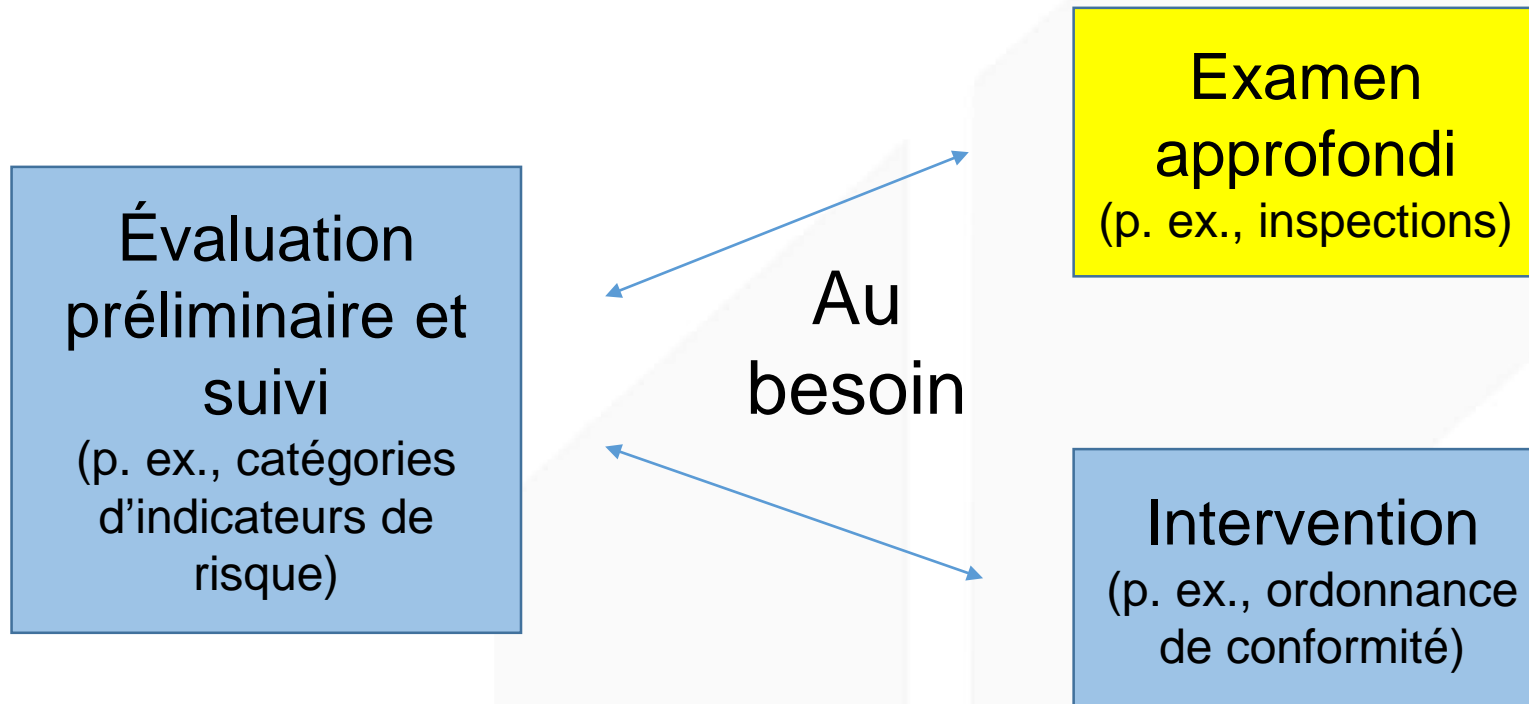 Évaluation
préliminaire et
suivi
(p. ex., catégories
d’indicateurs de
risque)
Au
besoin
Examen
approfondi
(p. ex., inspections)
Intervention
(p. ex., ordonnance
de conformité)